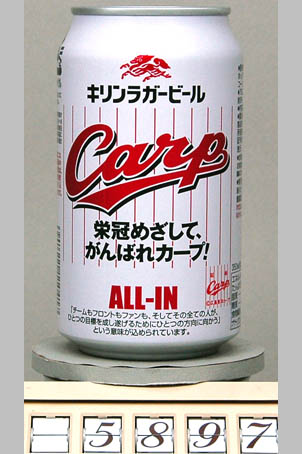 キリンラガービール
Carp
栄冠めざして、
がんばれカープ!
Carp
ALL-IN
「チームもフロントもファンも、そしてその全ての人が、
ひとつの目標を成し遂げるためにひとつの方向に向かう」
という意味が込められています。
5897